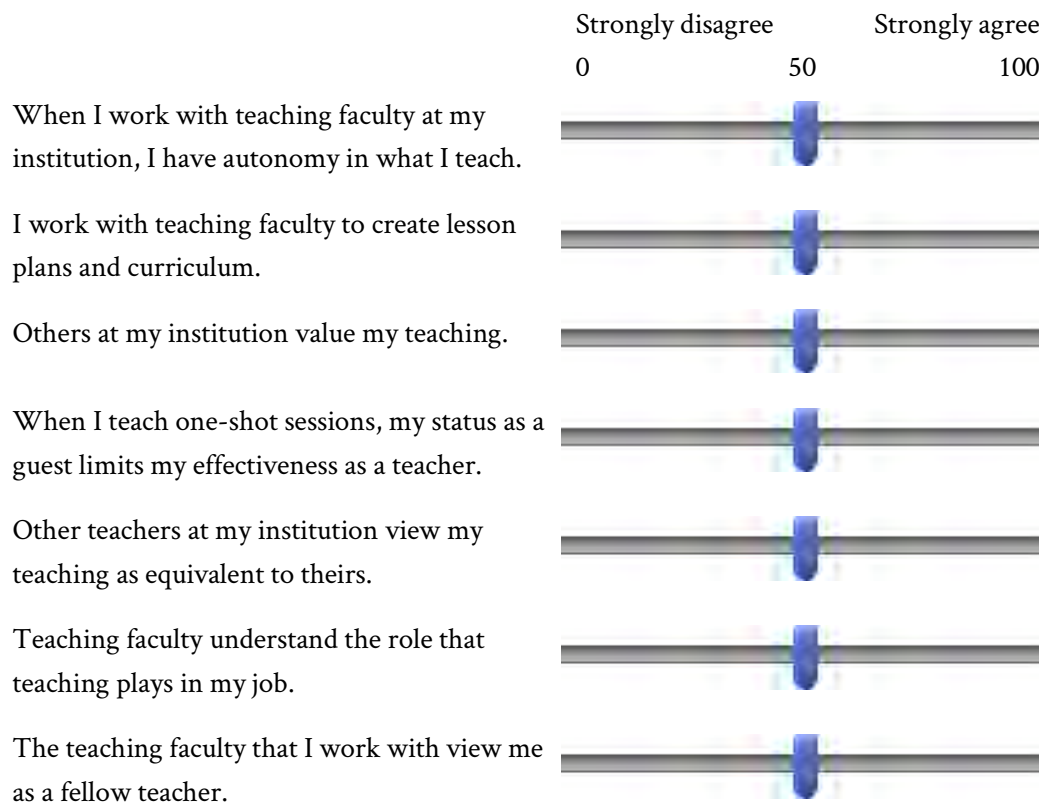 Strongly disagree Strongly agree
0 50 100
When I work with teaching faculty at my
institution, I have autonomy in what I teach.
I work with teaching faculty to create lesson
plans and curriculum.
Others at my institution value my teaching.
When I teach one-shot sessions, my status as a
guest limits my effectiveness as a teacher.
Other teachers at my institution view my
teaching as equivalent to theirs.
Teaching faculty understand the role that
teaching plays in my job.
The teaching faculty that I work with view me
as a fellow teacher.